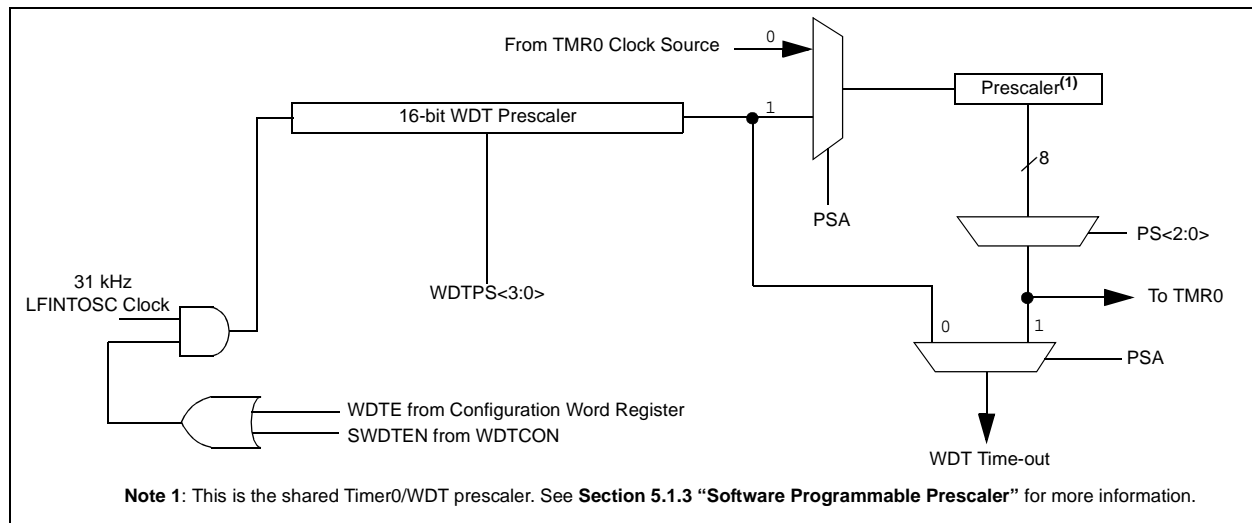 0
From TMR0 Clock Source
Prescaler(1)
1
16-bit WDT Prescaler
8
PSA
PS<2:0>
31 kHz
LFINTOSC Clock
WDTPS<3:0>
To TMR0
0
1
PSA
WDTE from Configuration Word Register
SWDTEN from WDTCON
WDT Time-out
Note 1: This is the shared Timer0/WDT prescaler. See Section 5.1.3 “Software Programmable Prescaler” for more information.